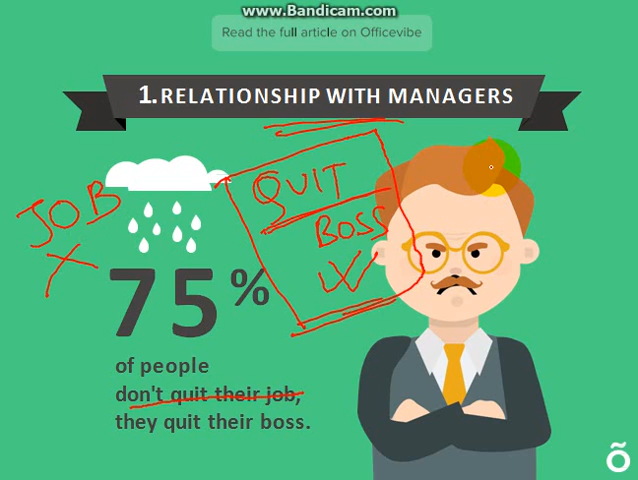 www.Bandicam.com
Read the full article on Officevibe
1. RELATIONSHIP WITH MANAGERS
JOB
QUIT
BOSS
75%
of people
don't quit their job,
they quit their boss.